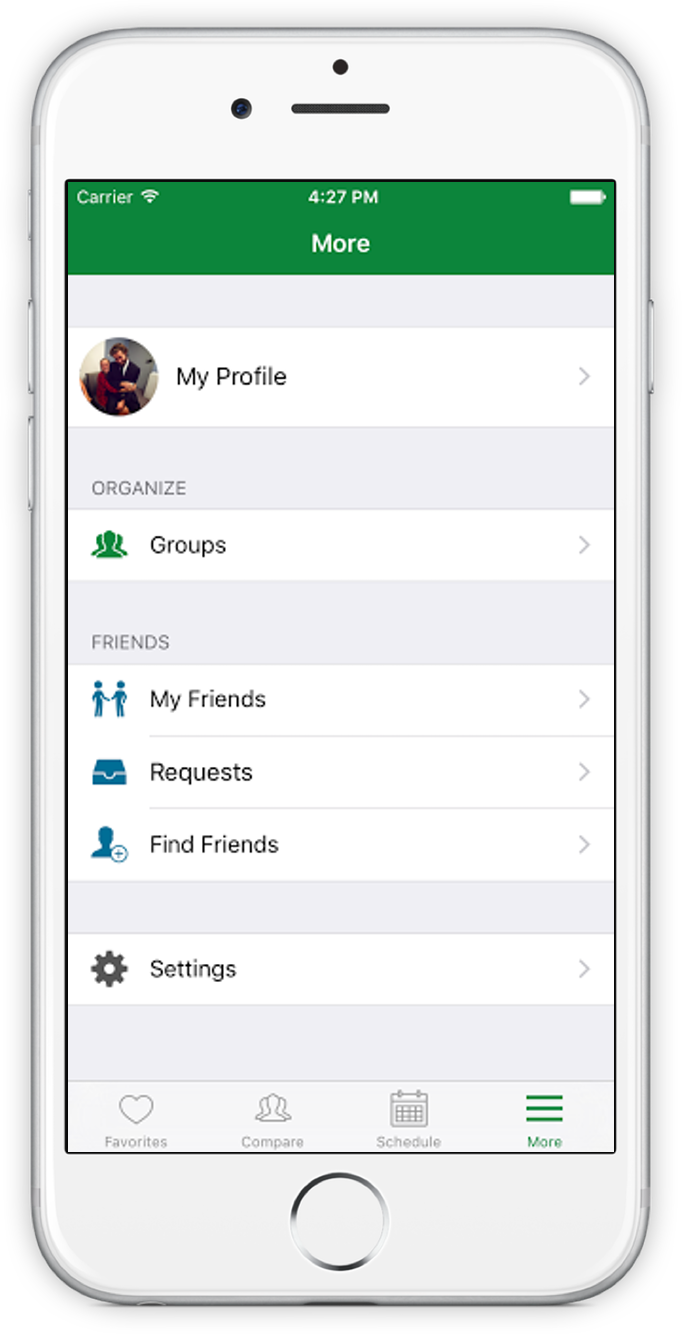 Carrier 4:27 PM
More
My Profile
ORGANIZE
Groups
FRIENDS
My Friends
Requests
Find Friends
Settings
Favorites Compare Schedule More